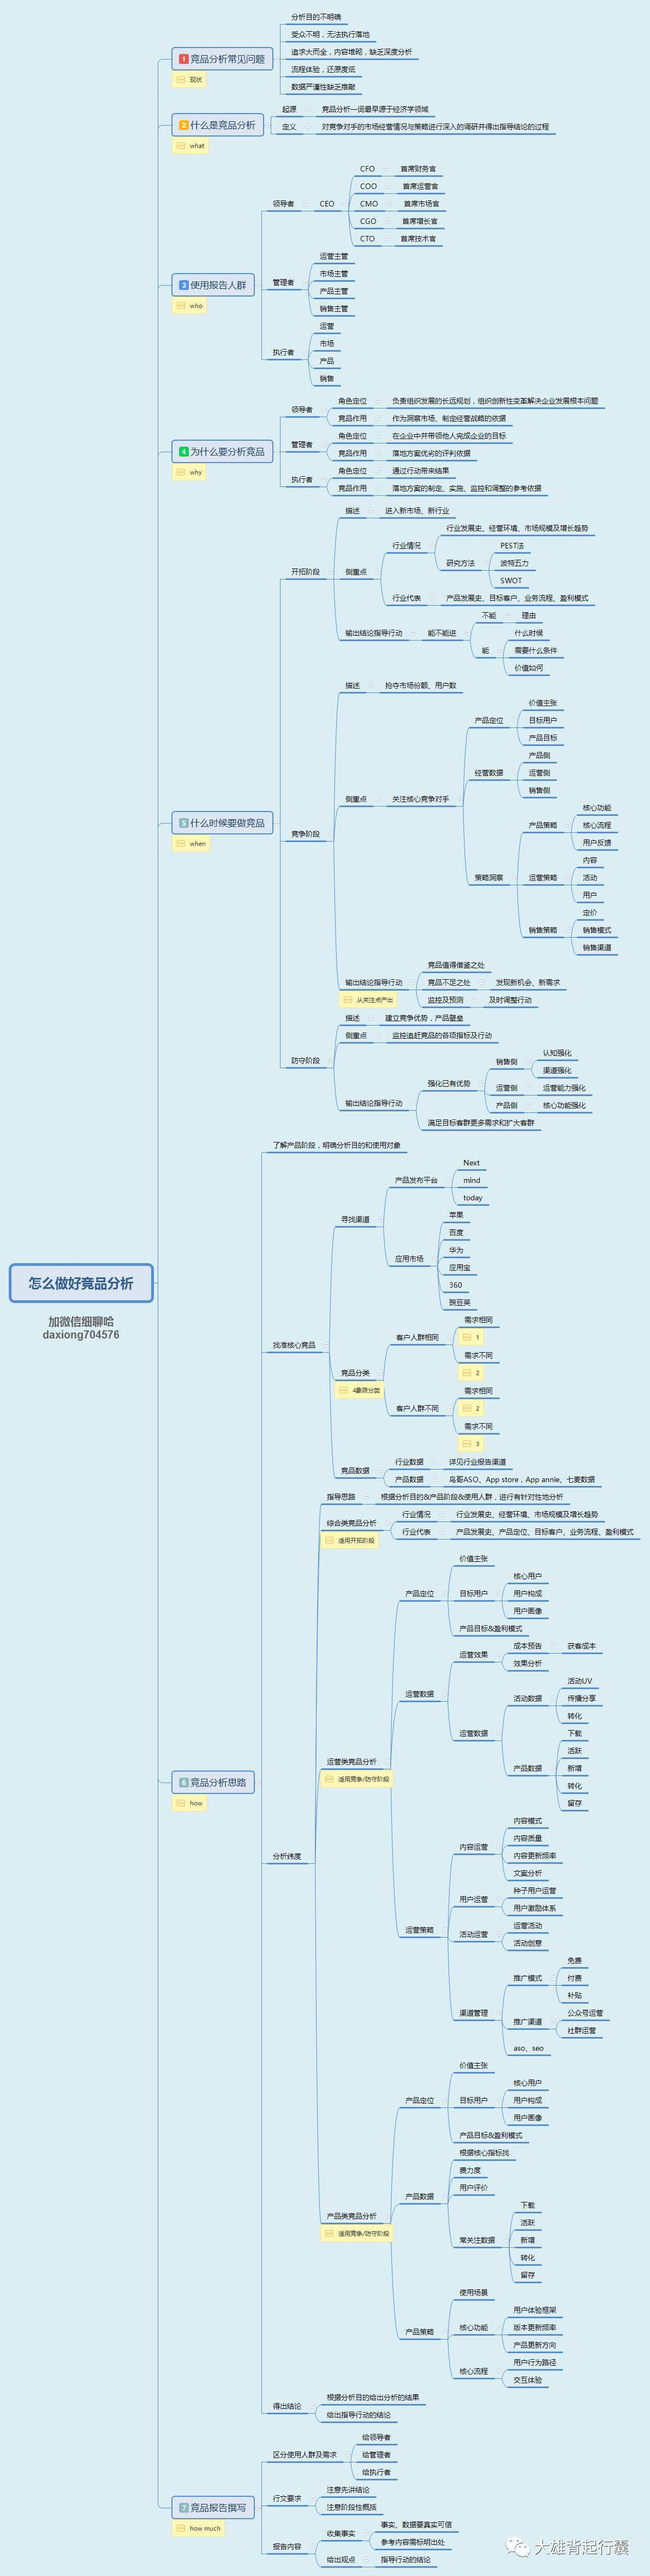 怎么做好竞品分析
加微信细聊哈
daxiong704576
1 竞品分析常见问题
现状
分析目的不明确
受众不明，无法执行落地
追求大而全，内容堆砌，缺乏深度分析
流程体验，还原度低
数据严谨性缺乏推敲
2 什么是竞品分析
what
起源 竞品分析一词最早源于经济学领域
定义 对竞争对手的市场经营情况与策略进行深入的调研并得出指导结论的过程
3 使用报告人群
who
领导者 CEO
CFO 首席财务官
COO 首席运营官
CMO 首席市场官
CGO 首席增长官
CTO 首席技术官
管理者
运营主管
市场主管
产品主管
销售主管
执行者
运营
市场
产品
销售
4 为什么要分析竞品
why
领导者
角色定位 负责组织发展的长远规划，组织创新性变革解决企业发展根本问题
竞品作用 作为洞察市场、制定经营战略的依据
管理者
角色定位 在企业中并带领他人完成企业的目标
竞品作用 落地方案优劣的评判依据
执行者
角色定位 通过行动带来结果
竞品作用 落地方案的制定、实施、监控和调整的参考依据
5 什么时候要做竞品
when
开拓阶段
描述 进入新市场、新行业
侧重点
行业情况
行业发展史、经营环境、市场规模及增长趋势
研究方法
PEST法
波特五力
SWOT
行业代表 产品发展史、目标客户、业务流程、盈利模式
输出结论指导行动 能不能进
不能 理由
能
什么时候
需要什么条件
价值如何
竞争阶段
描述 抢夺市场份额、用户数
侧重点 关注核心竞争对手
产品定位
价值主张
目标用户
产品目标
经营数据
产品侧
运营侧
销售侧
策略洞察
产品策略
核心功能
核心流程
用户反馈
运营策略
内容
活动
用户
销售策略
定价
销售模式
销售渠道
输出结论指导行动
从关注点产出
竞品值得借鉴之处
竞品不足之处 发现新机会、新需求
监控及预测 及时调整行动
防守阶段
描述 建立竞争优势，产品壁垒
侧重点 监控追赶竞品的各项指标及行动
输出结论指导行动
强化已有优势
销售侧
认知强化
渠道强化
运营侧 运营能力强化
产品侧 核心功能强化
满足目标客群更多需求和扩大客群
6 竞品分析思路
how
了解产品阶段，明确分析目的和使用对象
找准核心竞品
寻找渠道
产品发布平台
Next
mind
today
应用市场
苹果
百度
华为
应用宝
360
豌豆荚
竞品分类
4象限分类
客户人群相同
需求相同
1
需求不同
2
客户人群不同
需求相同
2
需求不同
3
竞品数据
行业数据 详见行业报告渠道
产品数据 鸟哥ASO、App store，App annie、七麦数据
分析纬度
指导思路 根据分析目的&产品阶段&使用人群，进行有针对性地分析
综合类竞品分析
适用开拓阶段
行业情况 行业发展史、经营环境、市场规模及增长趋势
行业代表 产品发展史、产品定位、目标客户、业务流程、盈利模式
运营类竞品分析
适用竞争/防守阶段
产品定位
价值主张
目标用户
核心用户
用户构成
用户画像
产品目标&盈利模式
运营数据
运营效果
成本预告 获客成本
效果分析
运营数据
活动数据
活动UV
传播分享
转化
产品数据
下载
活跃
新增
转化
留存
运营策略
内容运营
内容模式
内容质量
内容更新频率
文案分析
用户运营
种子用户运营
用户激励体系
活动运营
运营活动
活动创意
渠道管理
推广模式
免费
付费
补贴
推广渠道
公众号运营
社群运营
aso、seo
产品类竞品分析
适用竞争/防守阶段
产品定位
价值主张
目标用户
核心用户
用户构成
用户画像
产品目标&盈利模式
产品数据
根据核心指标找
费力度
用户评价
常关注数据
下载
活跃
新增
转化
留存
产品策略
使用场景
核心功能
用户体验框架
版本更新频率
产品更新方向
核心流程
用户行为路径
交互体验
得出结论
根据分析目的给出分析的结果
给出指导行动的结论
7 竞品报告撰写
how much
区分使用人群及需求
给领导者
给管理者
给执行者
行文要求
注意先讲结论
注意阶段性概括
报告内容
收集事实
事实、数据要真实可信
参考内容需标明出处
给出观点 指导行动的结论
大雄背起行囊